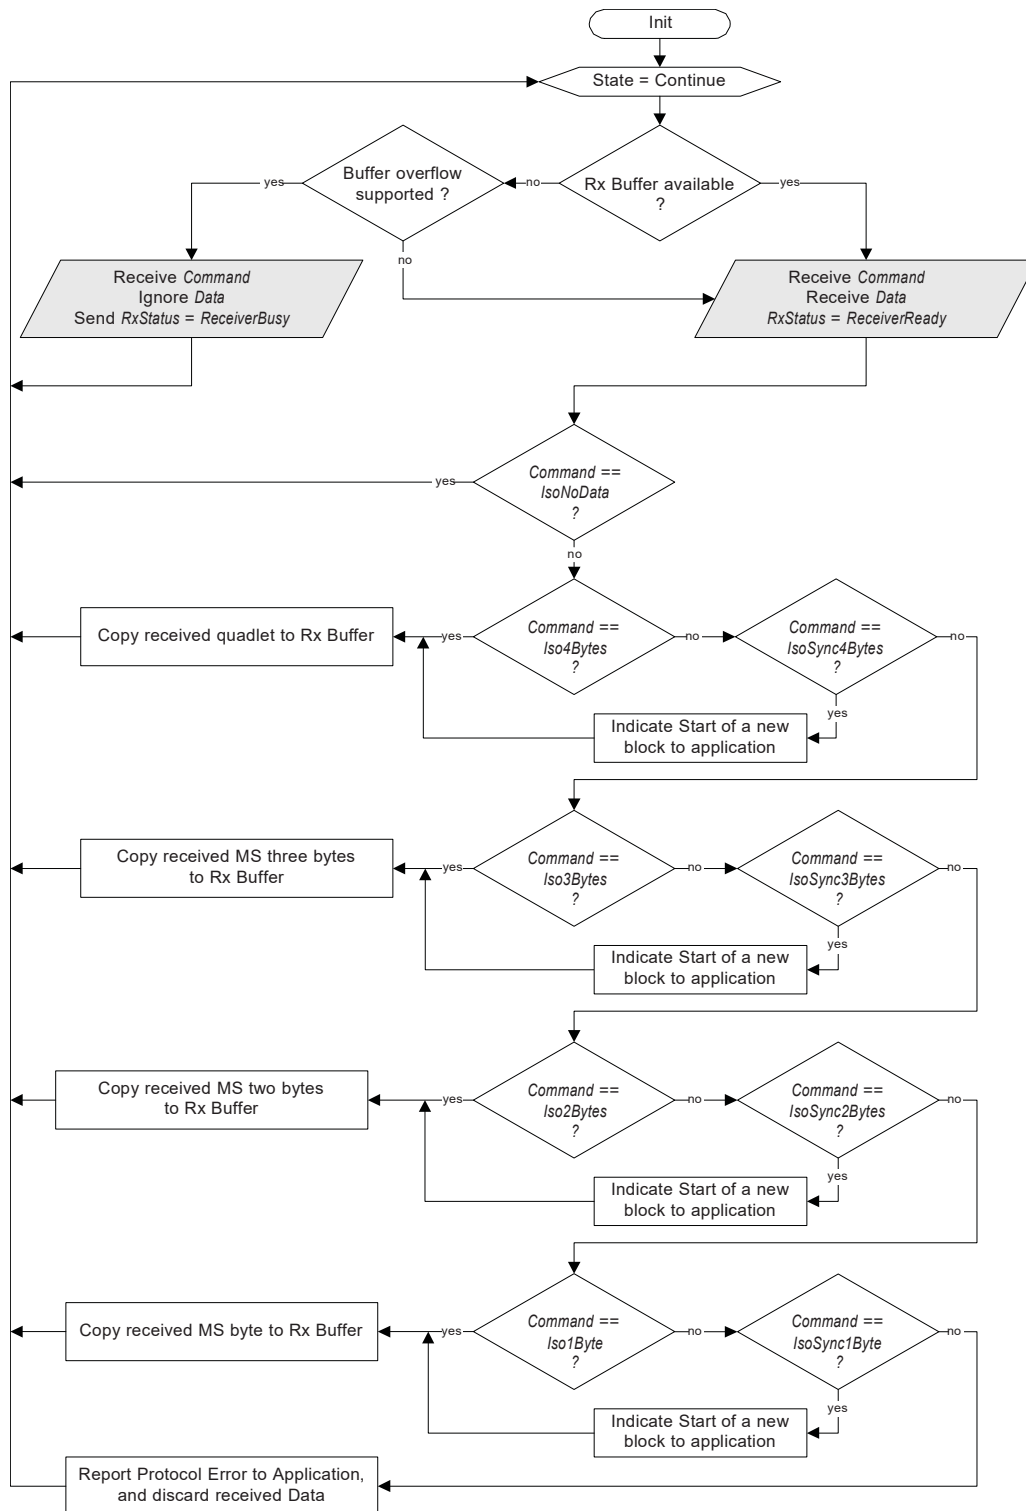 Init
State = Continue
Buffer overflow
supported ?
Rx Buffer available
?
yes
no
yes
no
Receive Command
Ignore Data
Send RxStatus = ReceiverBusy
Receive Command
Receive Data
RxStatus = ReceiverReady
Command ==
IsoNoData
?
yes
no
Copy received quadlet to Rx Buffer
yes
Command ==
Iso4Bytes
?
no
Command ==
IsoSync4Bytes
?
no
yes
Indicate Start of a new
block to application
Copy received MS three bytes
to Rx Buffer
yes
Command ==
Iso3Bytes
?
no
Command ==
IsoSync3Bytes
?
no
yes
Indicate Start of a new
block to application
Copy received MS two bytes
to Rx Buffer
yes
Command ==
Iso2Bytes
?
no
Command ==
IsoSync2Bytes
?
no
yes
Indicate Start of a new
block to application
Copy received MS byte to Rx Buffer
yes
Command ==
Iso1Byte
?
no
Command ==
IsoSync1Byte
?
no
yes
Indicate Start of a new
block to application
Report Protocol Error to Application,
and discard received Data